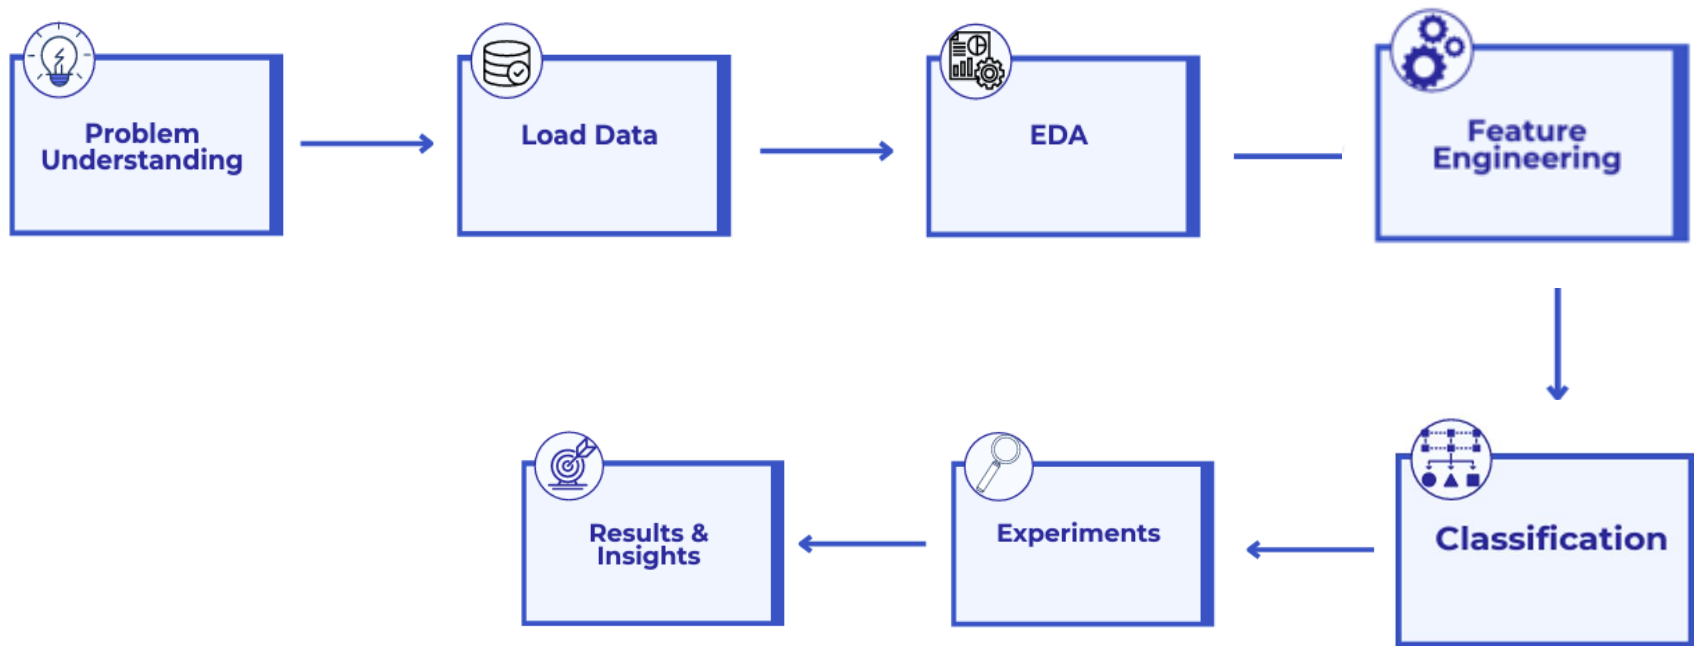 Problem
Understanding
Load Data
EDA
Feature
Engineering
Classification
Experiments
Results &
Insights